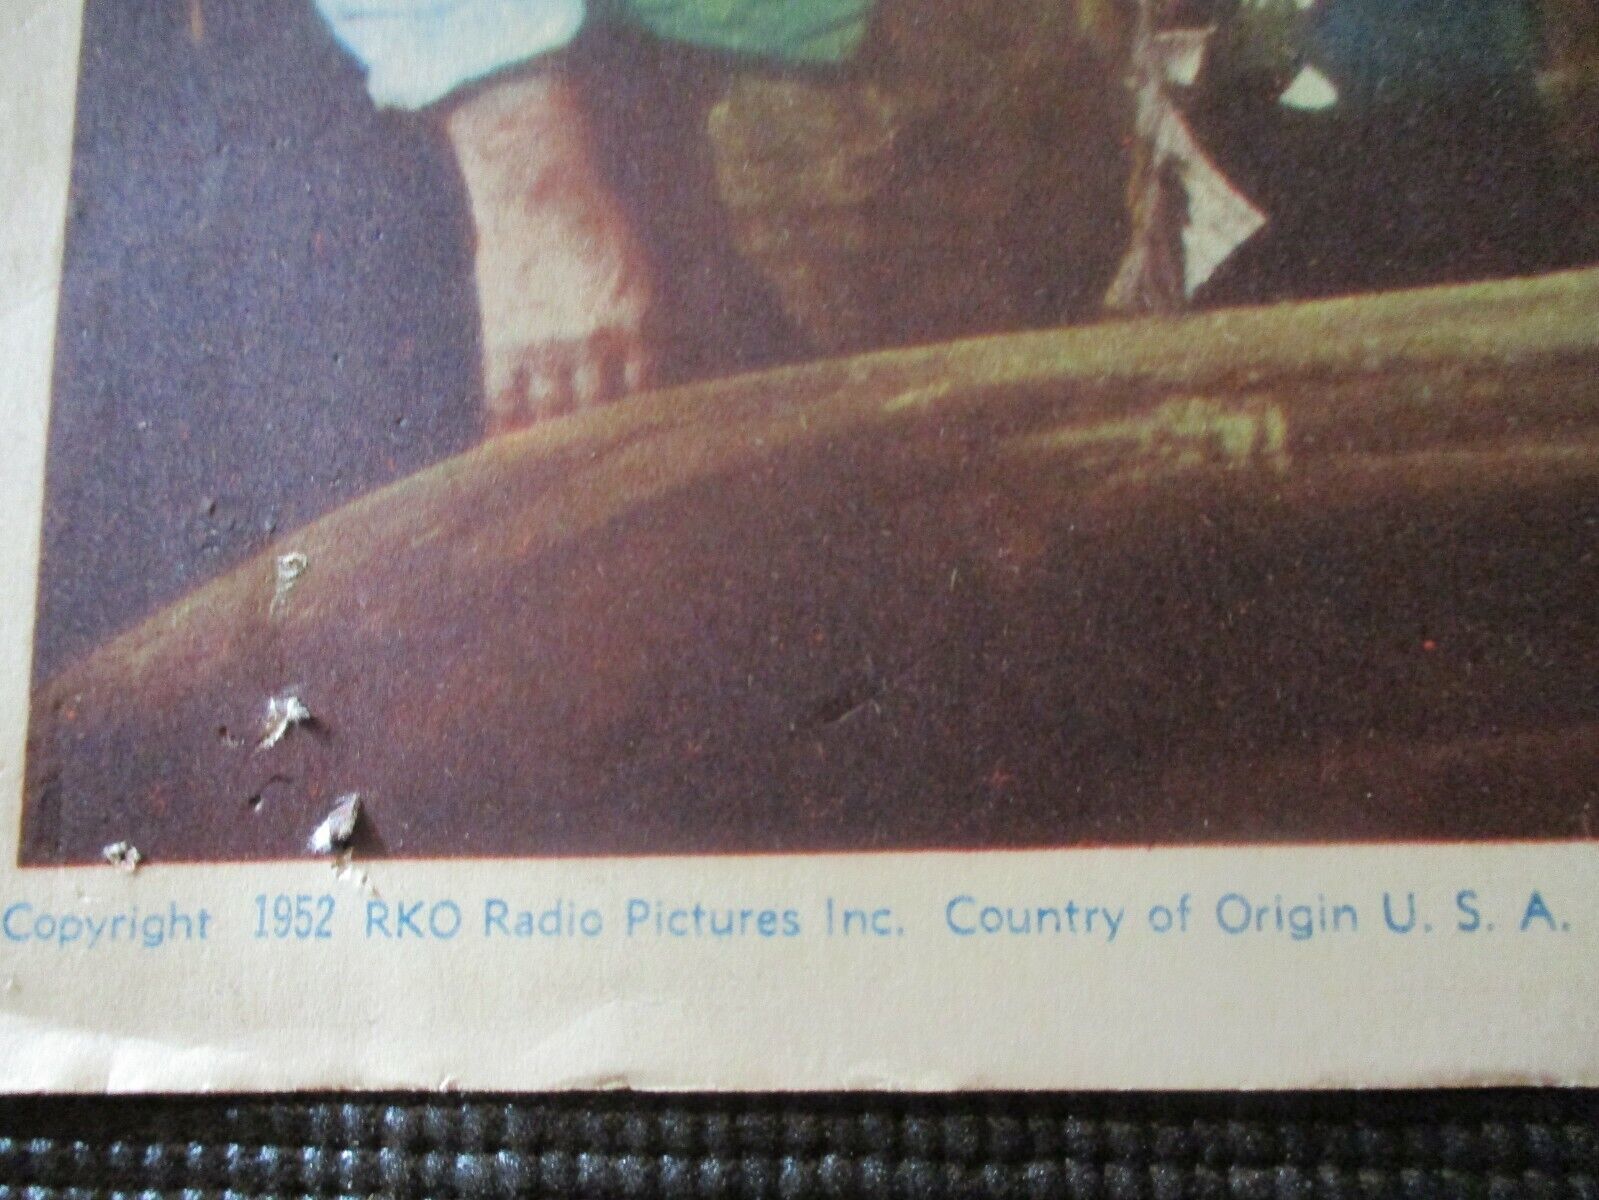 Copyright 1952 RKO Radio Pictures Inc. Country of Origin U. S. A.